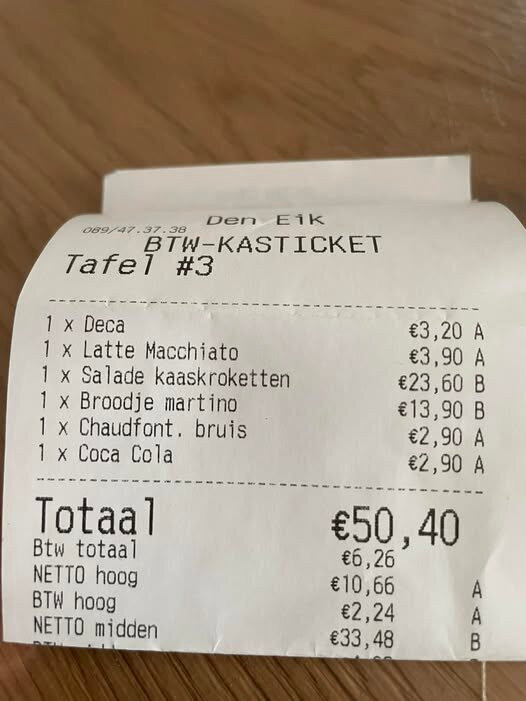 Den Eik
089/47.37.38
BTW-KASTICKET
Tafel #3
1 x Deca €3,20 A
1 x Latte Macchiato €3,90 A
1 x Salade kaaskroketten €23,60 B
1 x Broodje martino €13,90 B
1 x Chaudfont. bruis €2,90 A
1 x Coca Cola €2,90 A
Totaal €50,40
Btw totaal €6,26
NETTO hoog €10,66 A
BTW hoog €2,24 A
NETTO midden €33,48 B